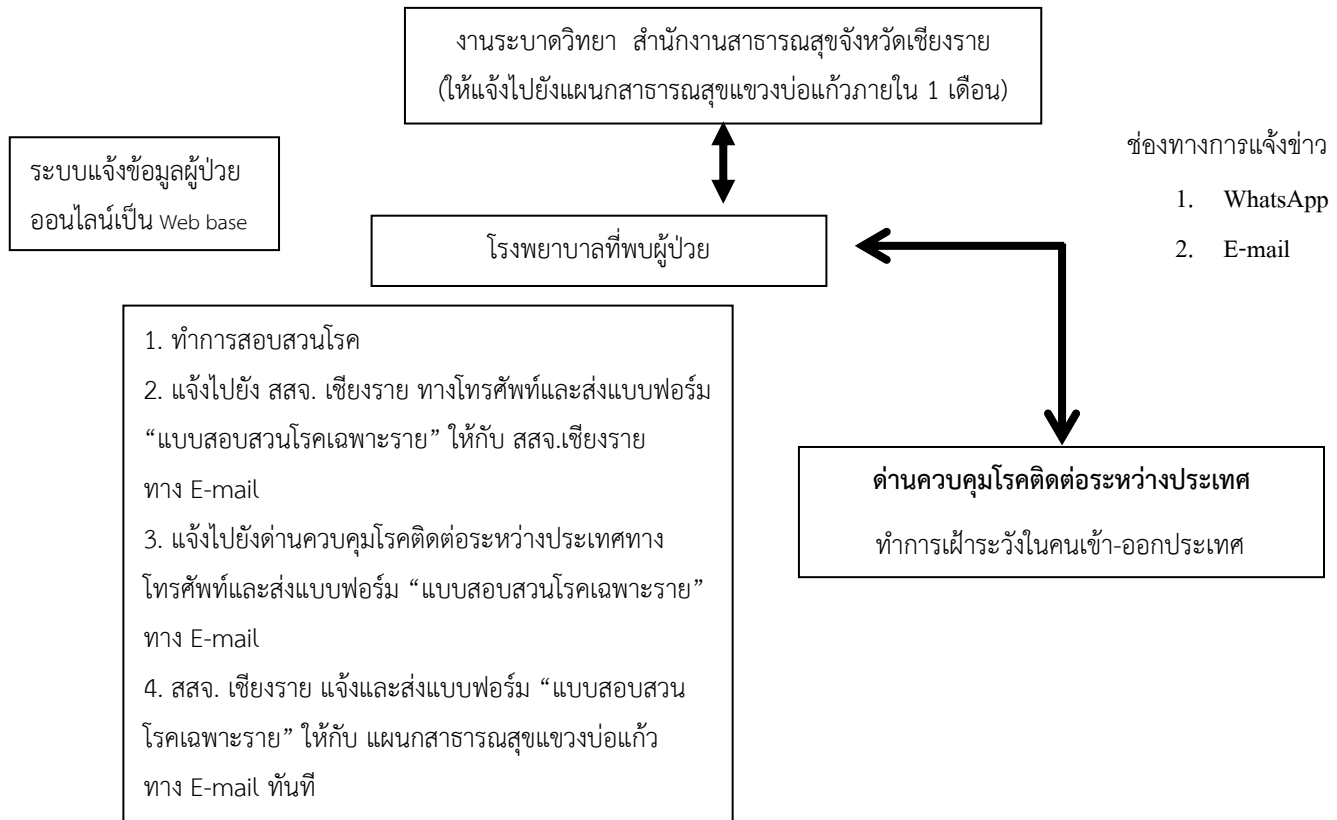 งานระบาดวิทยา สำนักงานสาธารณสุขจังหวัดเชียงราย
(ให้แจ้งไปยังแผนกสาธารณสุขแขวงบ่อแก้วภายใน 1 เดือน)
ระบบแจ้งข้อมูลผู้ป่วย
ออนไลน์เป็น Web base
ช่องทางการแจ้งข่าว
1. WhatsApp
2. E-mail
โรงพยาบาลที่พบผู้ป่วย
1. ทำการสอบสวนโรค
2. แจ้งไปยัง สสจ. เชียงราย ทางโทรศัพท์และส่งแบบฟอร์ม
“แบบสอบสวนโรคเฉพาะราย” ให้กับ สสจ.เชียงราย
ทาง E-mail
3. แจ้งไปยังด่านควบคุมโรคติดต่อระหว่างประเทศทาง
โทรศัพท์และส่งแบบฟอร์ม “แบบสอบสวนโรคเฉพาะราย”
ทาง E-mail
4. สสจ. เชียงราย แจ้งและส่งแบบฟอร์ม “แบบสอบสวน
โรคเฉพาะราย” ให้กับ แผนกสาธารณสุขแขวงบ่อแก้ว
ทาง E-mail ทันที
ด่านควบคุมโรคติดต่อระหว่างประเทศ
ทำการเฝ้าระวังในคนเข้า-ออกประเทศ